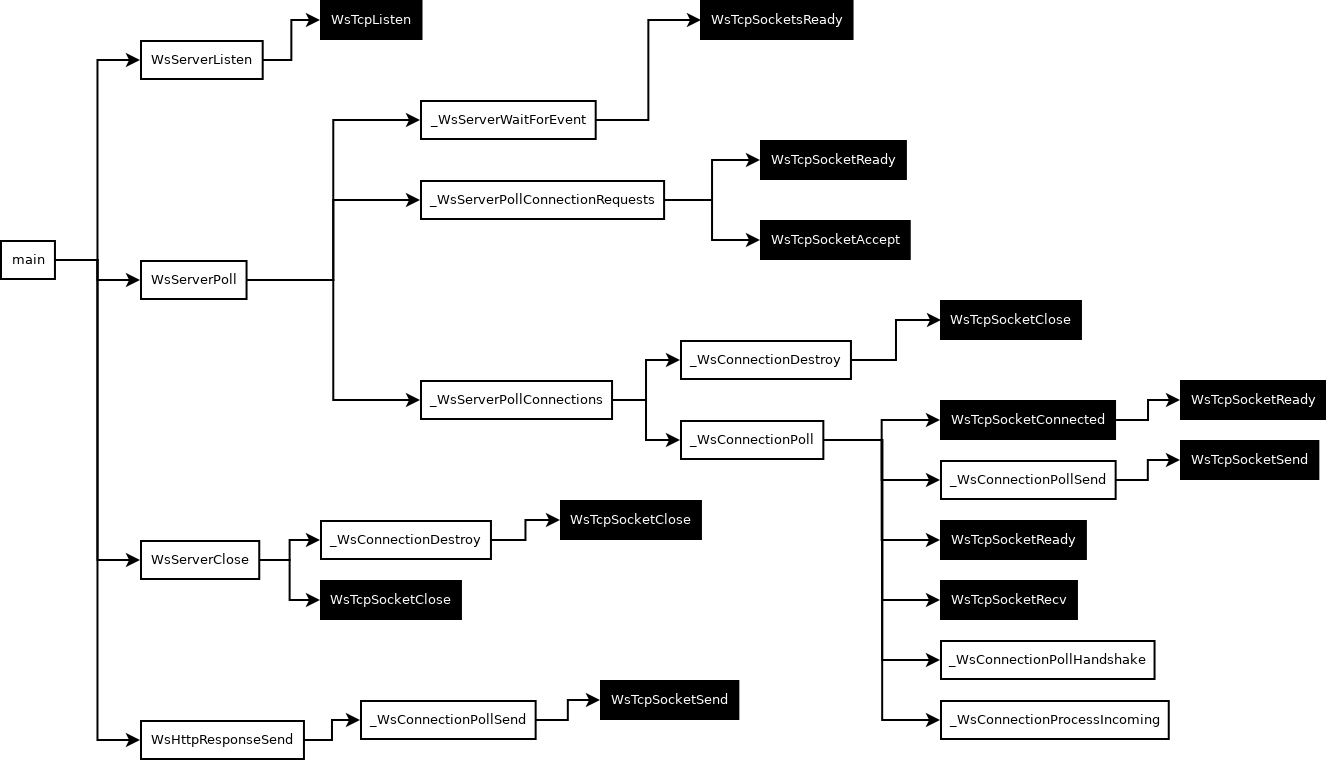 WsTcpListen
WsTcpSocketsReady
WsServerListen
_WsServerWaitForEvent
WsTcpSocketReady
_WsServerPollConnectionRequests
WsTcpSocketAccept
main
WsServerPoll
WsTcpSocketClose
_WsConnectionDestroy
_WsServerPollConnections
WsTcpSocketReady
WsTcpSocketConnected
_WsConnectionPoll
WsTcpSocketSend
_WsConnectionPollSend
WsTcpSocketClose
_WsConnectionDestroy
WsTcpSocketReady
WsServerClose
WsTcpSocketClose
WsTcpSocketRecv
_WsConnectionPollHandshake
WsTcpSocketSend
_WsConnectionPollSend
_WsConnectionProcessIncoming
WsHttpResponseSend